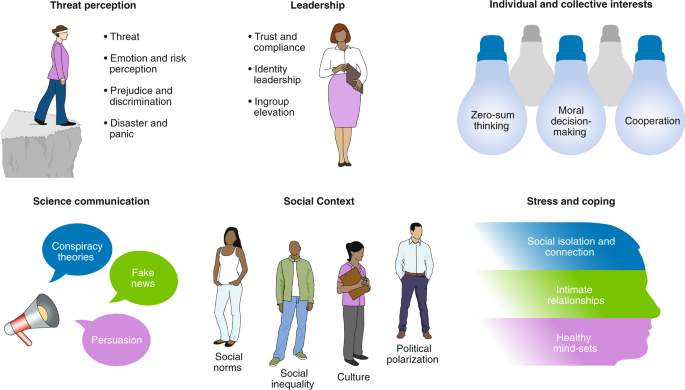 Threat perception
• Threat
• Emotion and risk
perception
• Prejudice and
discrimination
• Disaster and
panic
Leadership
• Trust and
compliance
• Identity
leadership
• Ingroup
elevation
Individual and collective interests
Zero-sum
thinking
Moral
decision-
making
Cooperation
Science communication
Conspiracy
theories
Fake
news
Persuasion
Social Context
Social
norms
Social
inequality
Culture
Political
polarization
Stress and coping
Social isolation and
connection
Intimate
relationships
Healthy
mind-sets